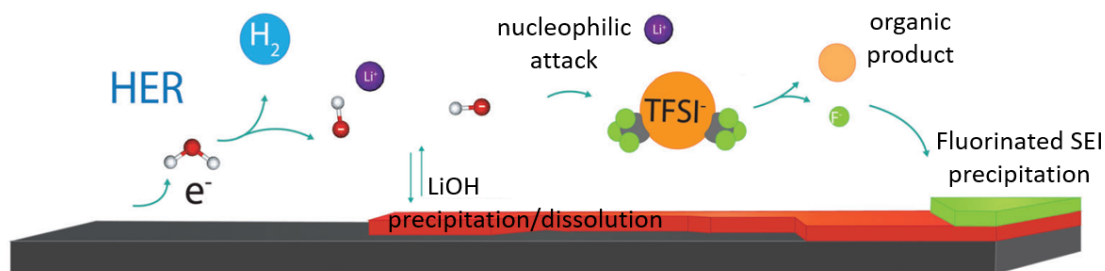 HER
H₂
Li⁺
e⁻
LiOH
precipitation/dissolution
nucleophilic
attack
Li⁺
TFSI⁻
organic
product
F⁻
Fluorinated SEI
precipitation